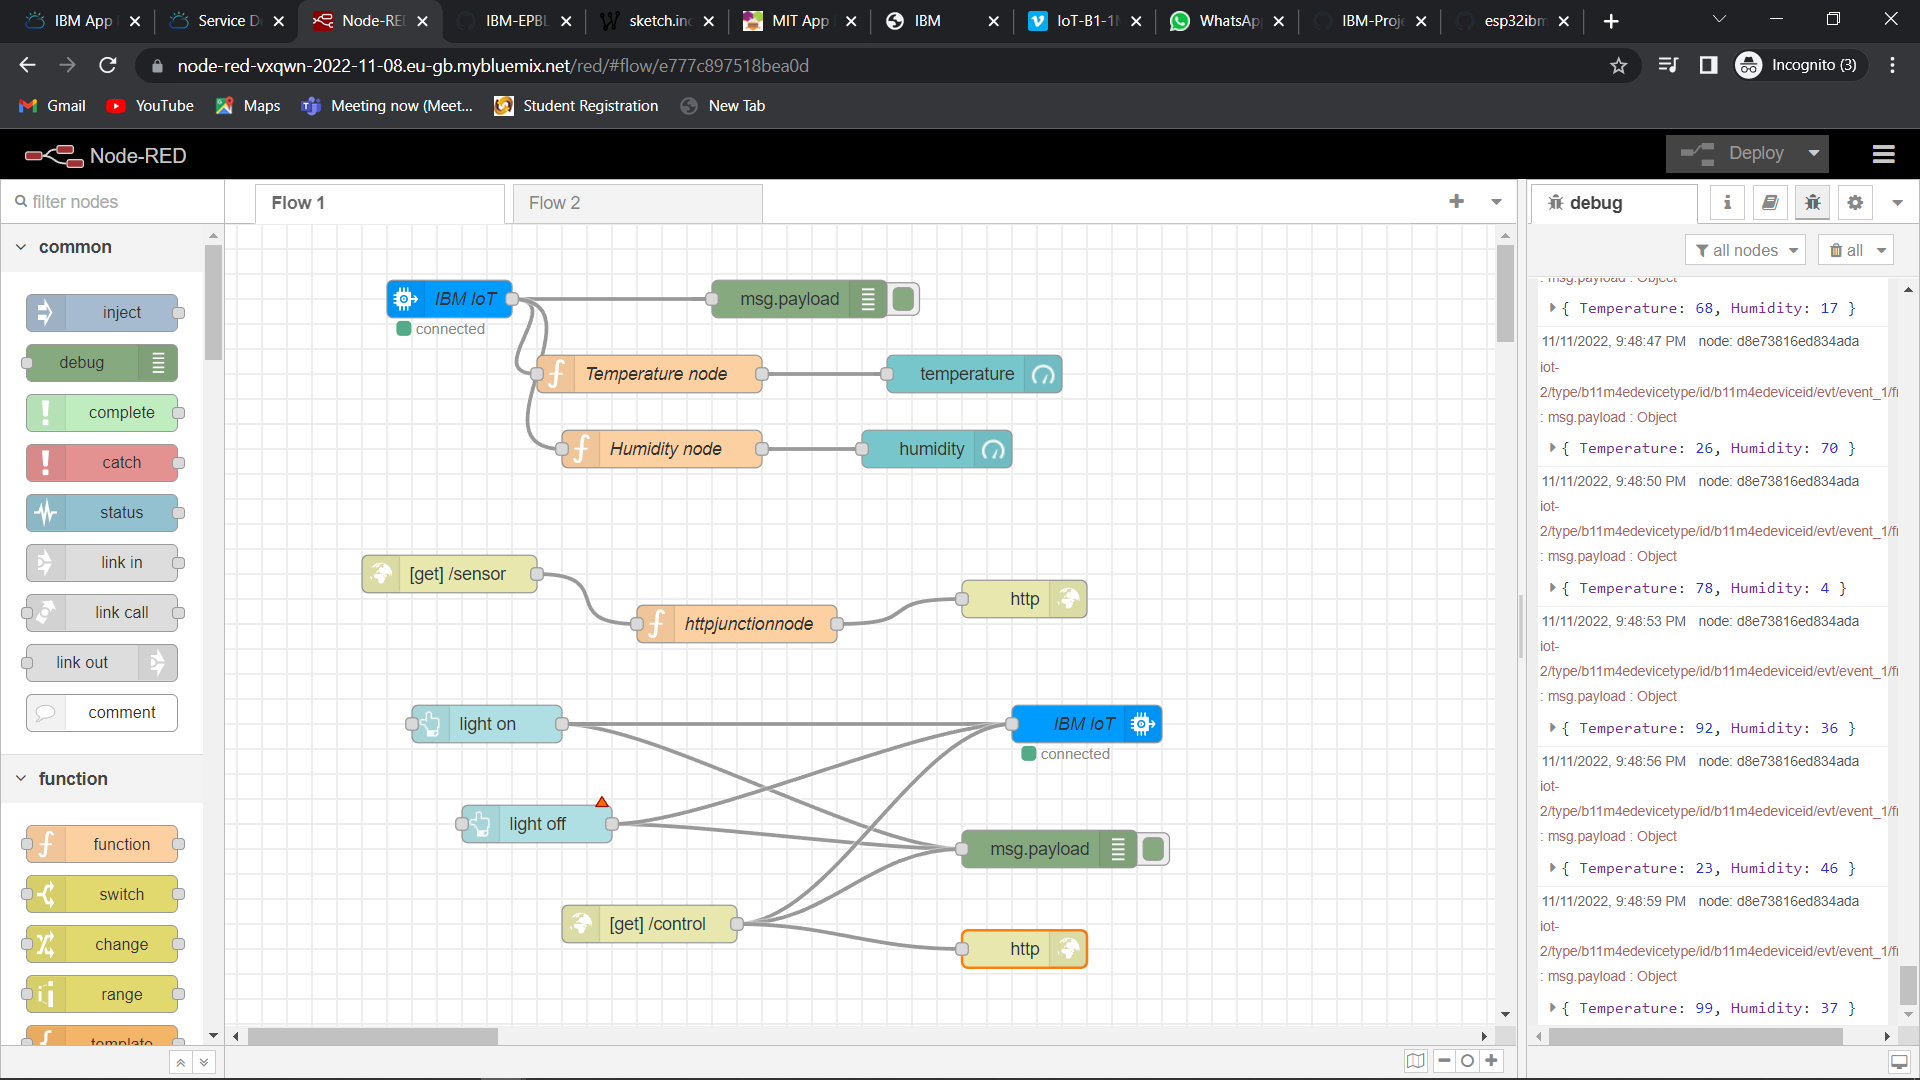 IBM App
Service De
Node-RED
IBM-EPBL
sketch.ino
MIT App
IBM
IoT-B1-1M
WhatsApp
IBM-Proje
esp32ibm
node-red-vxqwn-2022-11-08.eu-gb.mybluemix.net/red/#flow/e777c897518bea0d
Incognito (3)
Gmail
YouTube
Maps
Meeting now (Meet...
Student Registration
New Tab
Node-RED
Deploy
filter nodes
Flow 1
Flow 2
debug
all nodes
all
common
inject
debug
complete
catch
status
link in
link call
link out
comment
function
function
switch
change
range
template
IBM IoT
connected
msg.payload
Temperature node
temperature
Humidity node
humidity
[get] /sensor
httpjunctionnode
http
light on
IBM IoT
connected
light off
msg.payload
[get] /control
http
msg.payload : Object
{ Temperature: 68, Humidity: 17 }
11/11/2022, 9:48:47 PM node: d8e73816ed834ada
iot-
2/type/b11m4edevicetype/id/b11m4edeviceid/evt/event_1/f
: msg.payload : Object
{ Temperature: 26, Humidity: 70 }
11/11/2022, 9:48:50 PM node: d8e73816ed834ada
iot-
2/type/b11m4edevicetype/id/b11m4edeviceid/evt/event_1/f
: msg.payload : Object
{ Temperature: 78, Humidity: 4 }
11/11/2022, 9:48:53 PM node: d8e73816ed834ada
iot-
2/type/b11m4edevicetype/id/b11m4edeviceid/evt/event_1/f
: msg.payload : Object
{ Temperature: 92, Humidity: 36 }
11/11/2022, 9:48:56 PM node: d8e73816ed834ada
iot-
2/type/b11m4edevicetype/id/b11m4edeviceid/evt/event_1/f
: msg.payload : Object
{ Temperature: 23, Humidity: 46 }
11/11/2022, 9:48:59 PM node: d8e73816ed834ada
iot-
2/type/b11m4edevicetype/id/b11m4edeviceid/evt/event_1/f
: msg.payload : Object
{ Temperature: 99, Humidity: 37 }